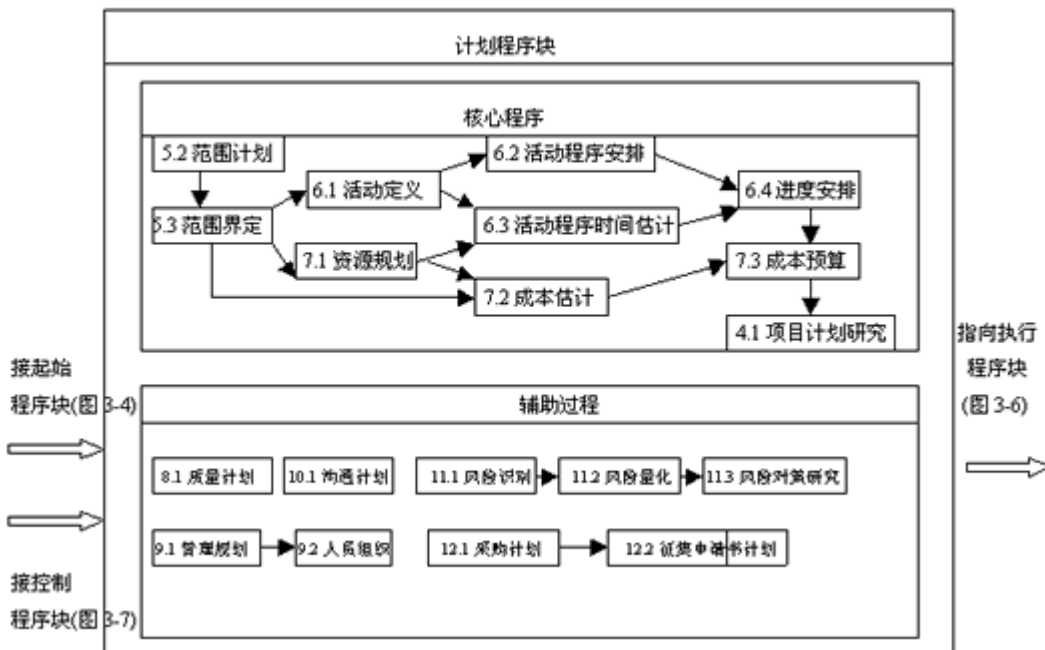 计划程序块
核心程序
5.2 范围计划
6.2 活动程序安排
6.1 活动定义
6.4 进度安排
5.3 范围界定
6.3 活动程序时间估计
7.1 资源规划
7.3 成本预算
7.2 成本估计
4.1 项目计划研究
接起始
程序块(图 3-4)
指向执行
程序块
(图 3-6)
辅助过程
8.1 质量计划
10.1 沟通计划
11.1 风险识别
11.2 风险量化
11.3 风险对策研究
9.1 管理规划
9.2 人员组织
12.1 采购计划
12.2 征集申请书计划
接控制
程序块(图 3-7)